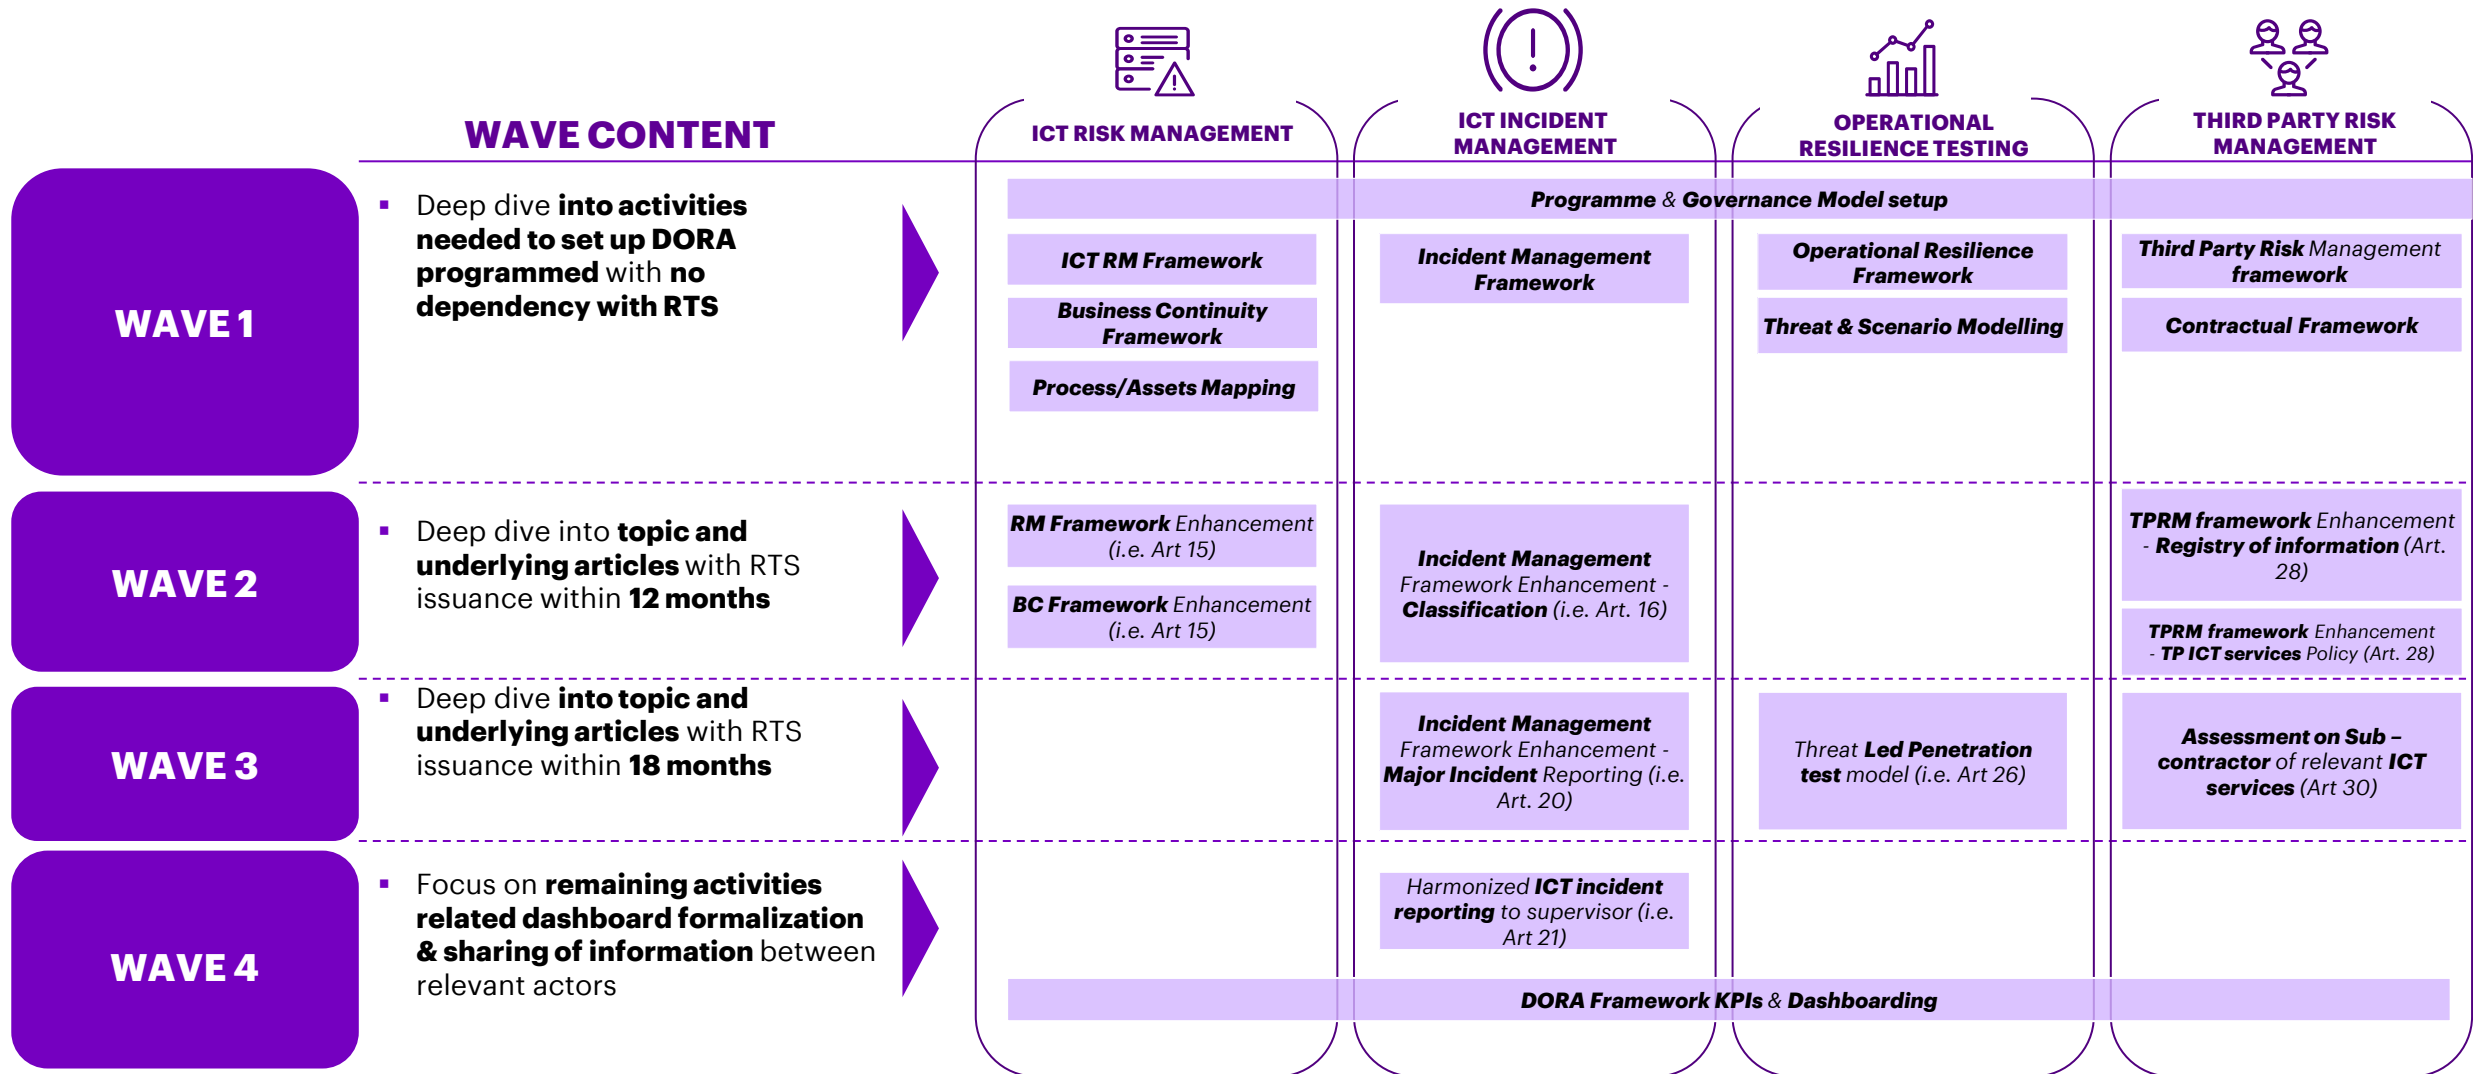 WAVE CONTENT
ICT RISK MANAGEMENT
ICT INCIDENT
MANAGEMENT
OPERATIONAL
RESILIENCE TESTING
THIRD PARTY RISK
MANAGEMENT
WAVE 1
▪ Deep dive into activities
needed to set up DORA
programmed with no
dependency with RTS
Programme & Governance Model setup
ICT RM Framework
Business Continuity
Framework
Process/Assets Mapping
Incident Management
Framework
Operational Resilience
Framework
Threat & Scenario Modelling
Third Party Risk Management
framework
Contractual Framework
WAVE 2
▪ Deep dive into topic and
underlying articles with RTS
issuance within 12 months
RM Framework Enhancement
(i.e. Art 15)
BC Framework Enhancement
(i.e. Art 15)
Incident Management
Framework Enhancement -
Classification (i.e. Art. 16)
TPRM framework Enhancement
- Registry of information (Art.
28)
TPRM framework Enhancement
- TP ICT services Policy (Art. 28)
WAVE 3
▪ Deep dive into topic and
underlying articles with RTS
issuance within 18 months
Incident Management
Framework Enhancement -
Major Incident Reporting (i.e.
Art. 20)
Threat Led Penetration
test model (i.e. Art 26)
Assessment on Sub –
contractor of relevant ICT
services (Art 30)
WAVE 4
▪ Focus on remaining activities
related dashboard formalization
& sharing of information between
relevant actors
Harmonized ICT incident
reporting to supervisor (i.e.
Art 21)
DORA Framework KPIs & Dashboarding